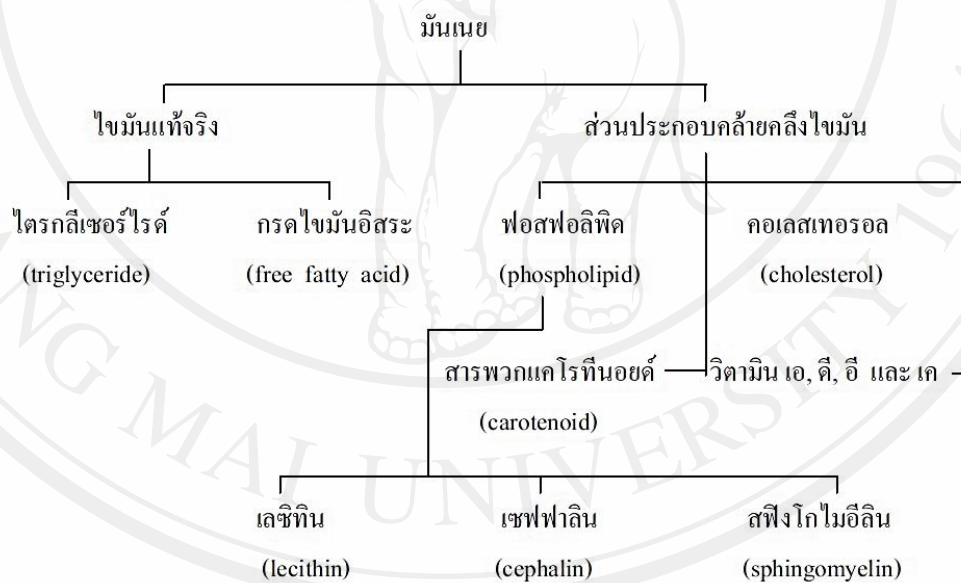 มันเนย
ไขมันแท้จริง ส่วนประกอบคล้ายคลึงไขมัน
ไตรกลีเซอร์ไรด์ กรดไขมันอิสระ ฟอสฟอลิพิด คอเลสเทอรอล
(triglyceride) (free fatty acid) (phospholipid) (cholesterol)
สารพวกแคโรทีนอยด์ วิตามิน เอ, ดี, อี และ เค
(carotenoid)
เลซิทิน เซฟฟาลิน สฟิงโกไมอีลิน
(lecithin) (cephalin) (sphingomyelin)
NG MAI UNIVERSITY 196